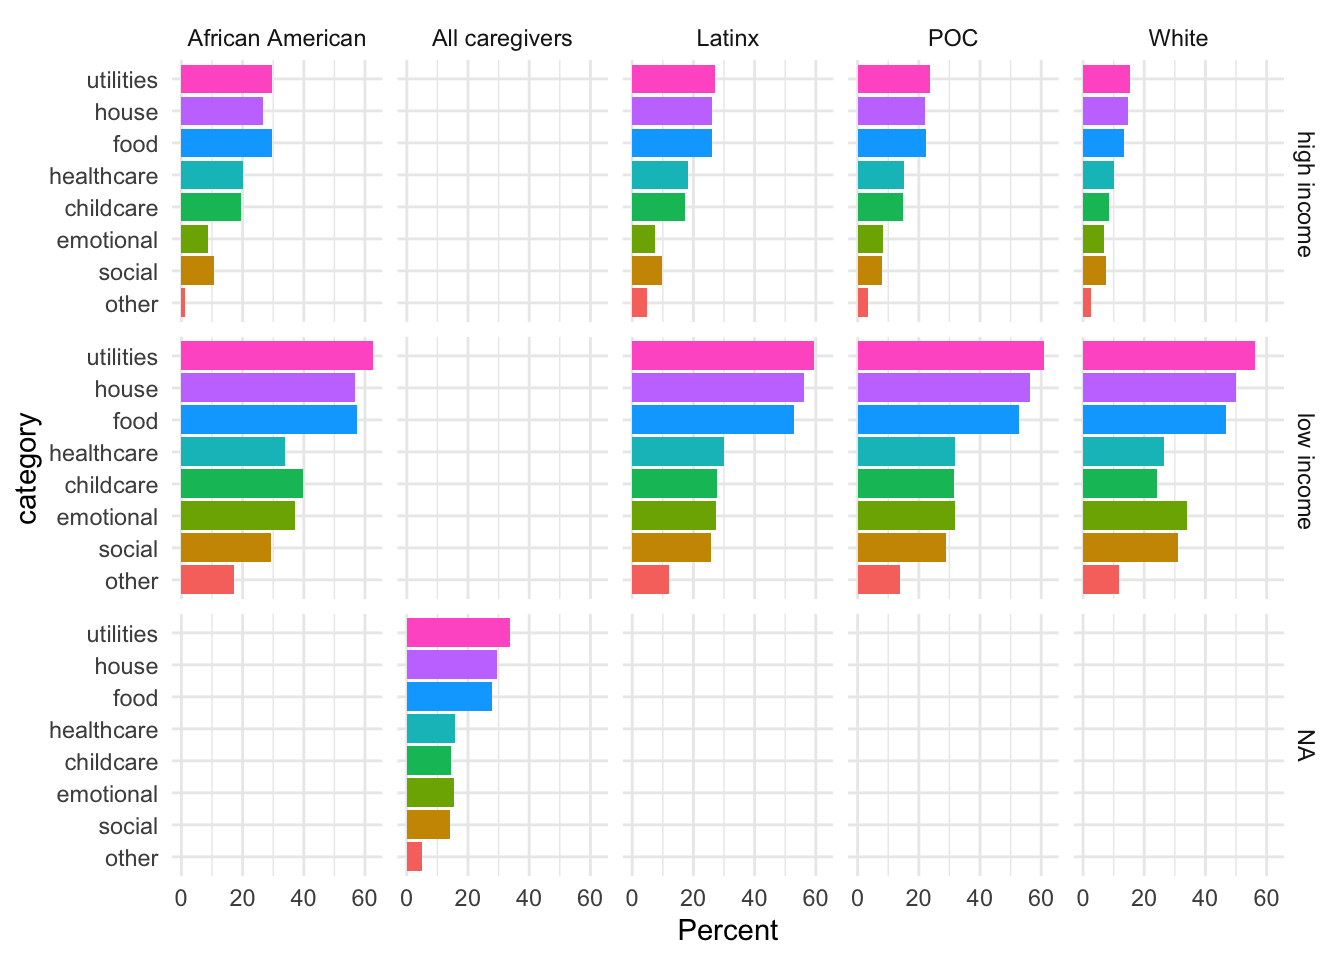 African American All caregivers Latinx POC White
utilities
house
food
healthcare
childcare
emotional
social
other
high income
utilities
house
food
healthcare
childcare
emotional
social
other
low income
utilities
house
food
healthcare
childcare
emotional
social
other
NA
category
0 20 40 60 0 20 40 60 0 20 40 60 0 20 40 60 0 20 40 60
Percent